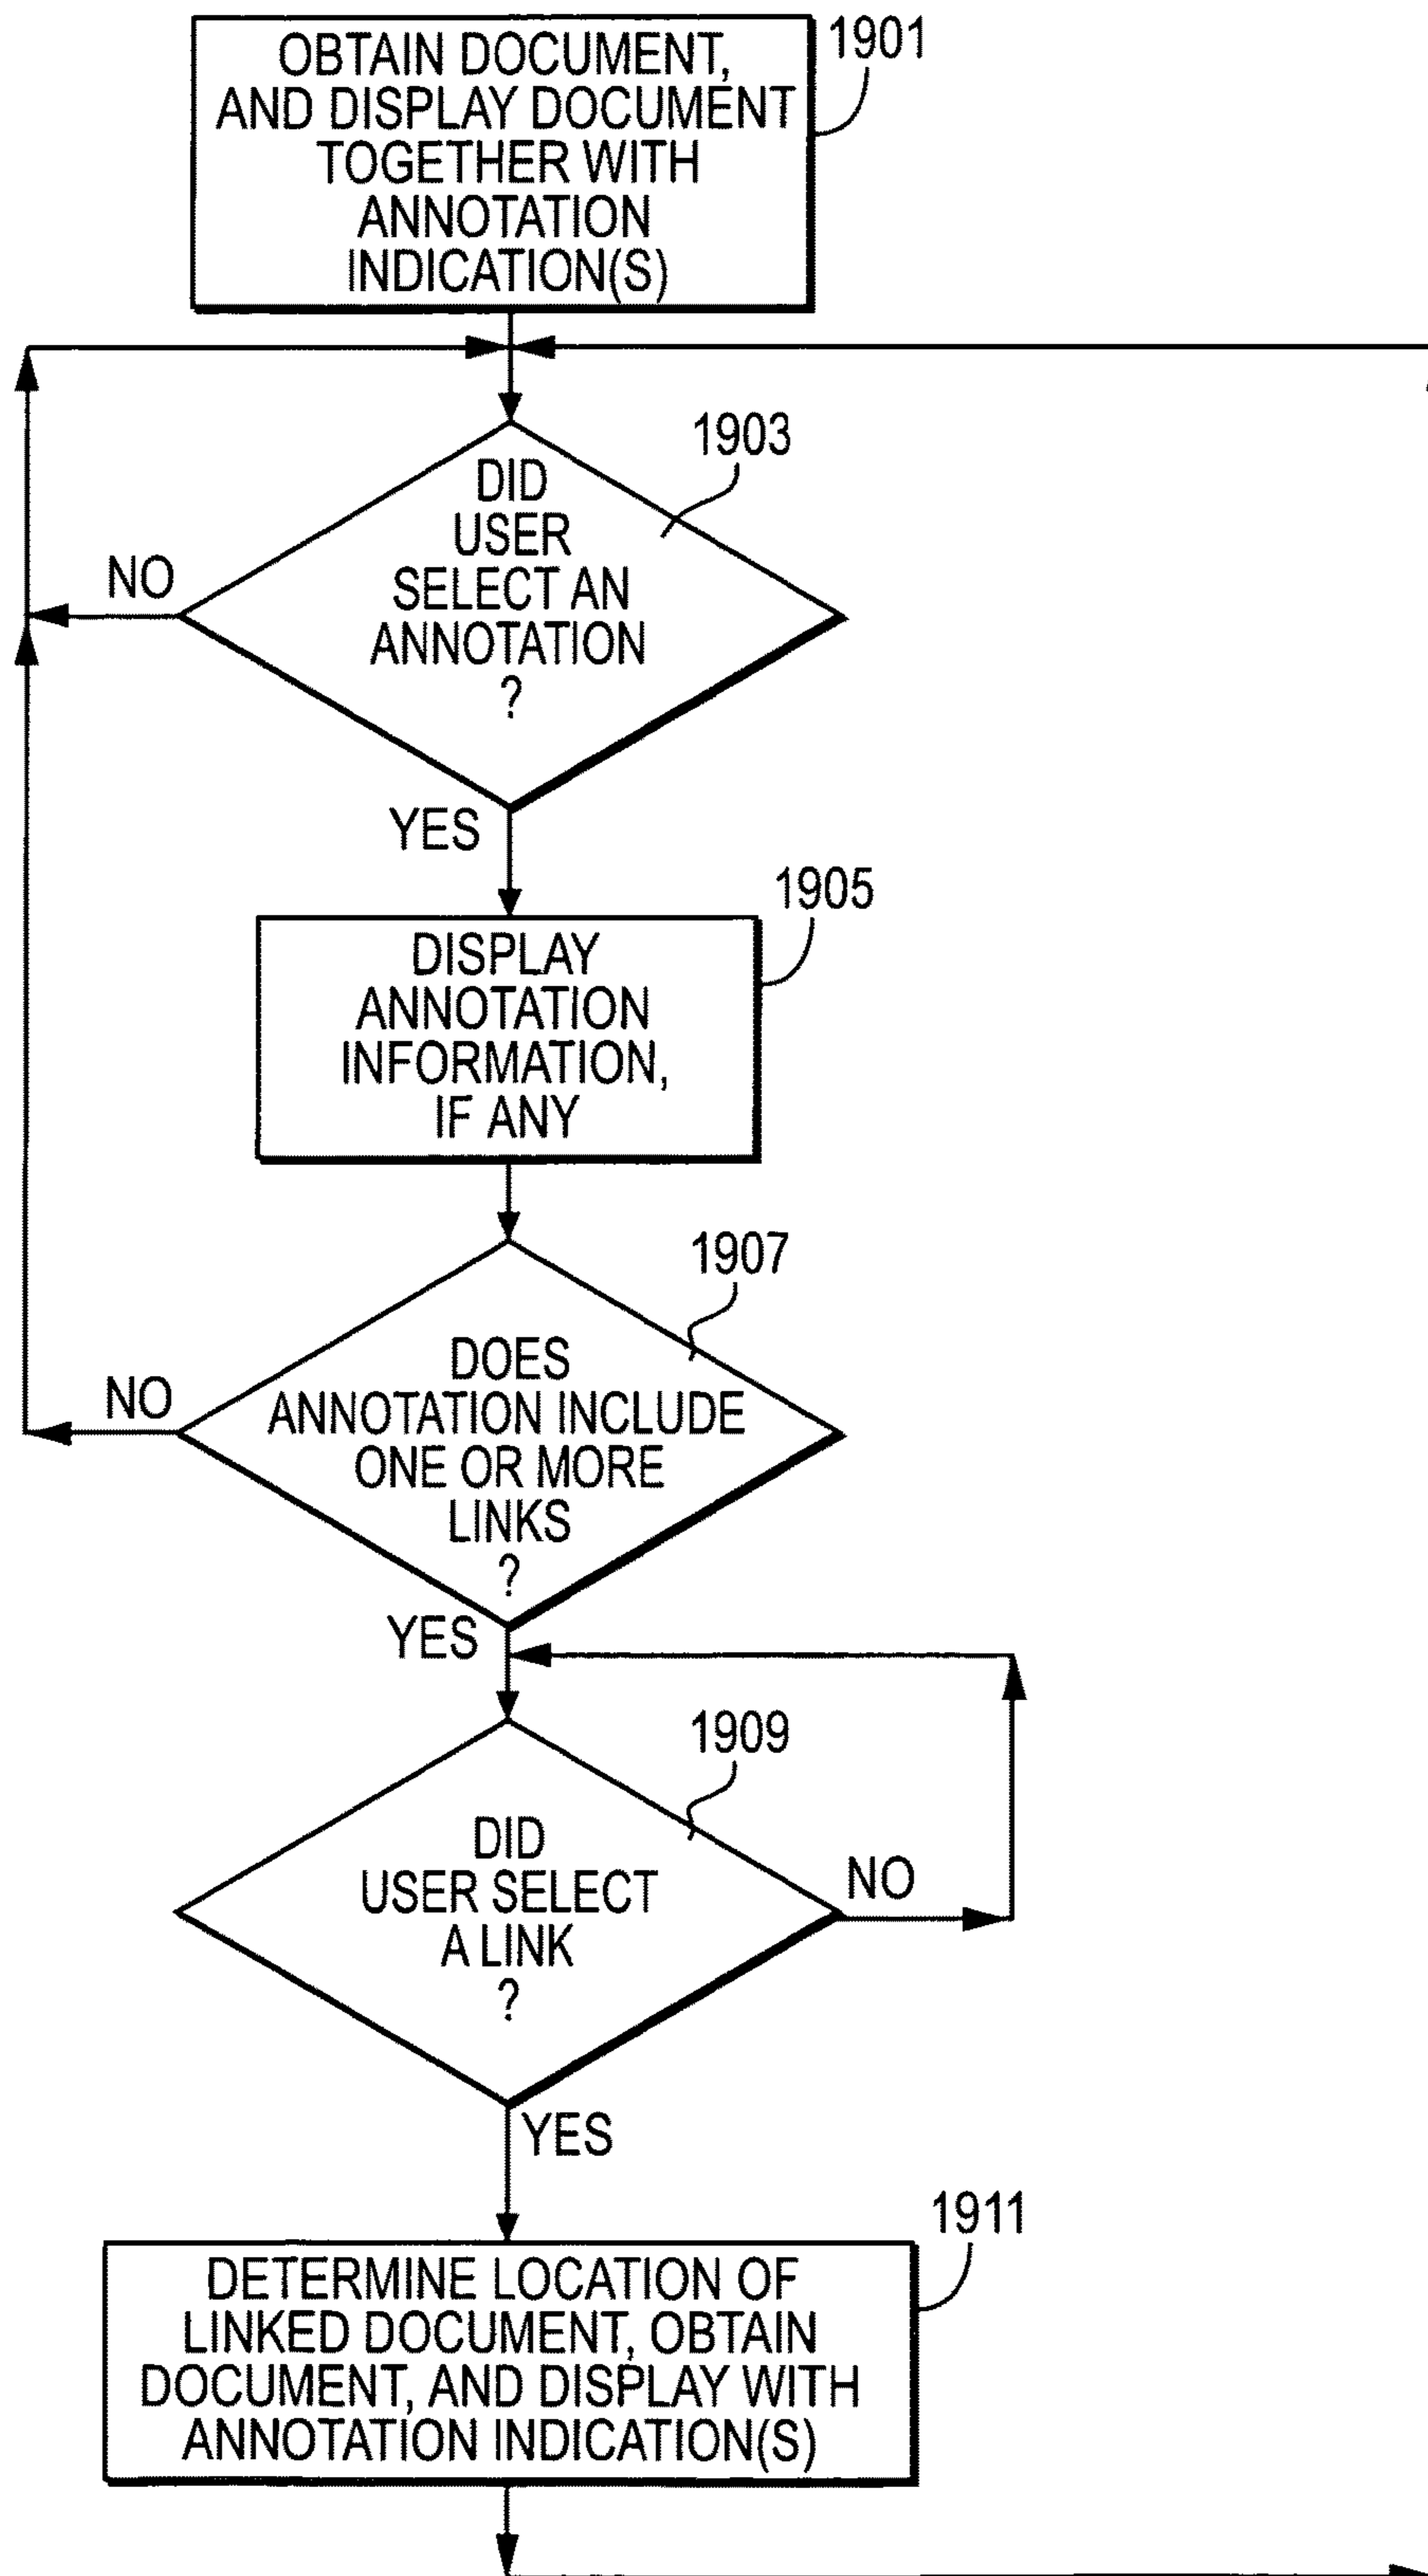 1901
OBTAIN DOCUMENT,
AND DISPLAY DOCUMENT
TOGETHER WITH
ANNOTATION
INDICATION(S)
1903
DID
USER
SELECT AN
ANNOTATION
?
NO
YES
1905
DISPLAY
ANNOTATION
INFORMATION,
IF ANY
1907
DOES
ANNOTATION INCLUDE
ONE OR MORE
LINKS
?
NO
YES
1909
DID
USER SELECT
A LINK
?
NO
YES
1911
DETERMINE LOCATION OF
LINKED DOCUMENT, OBTAIN
DOCUMENT, AND DISPLAY WITH
ANNOTATION INDICATION(S)